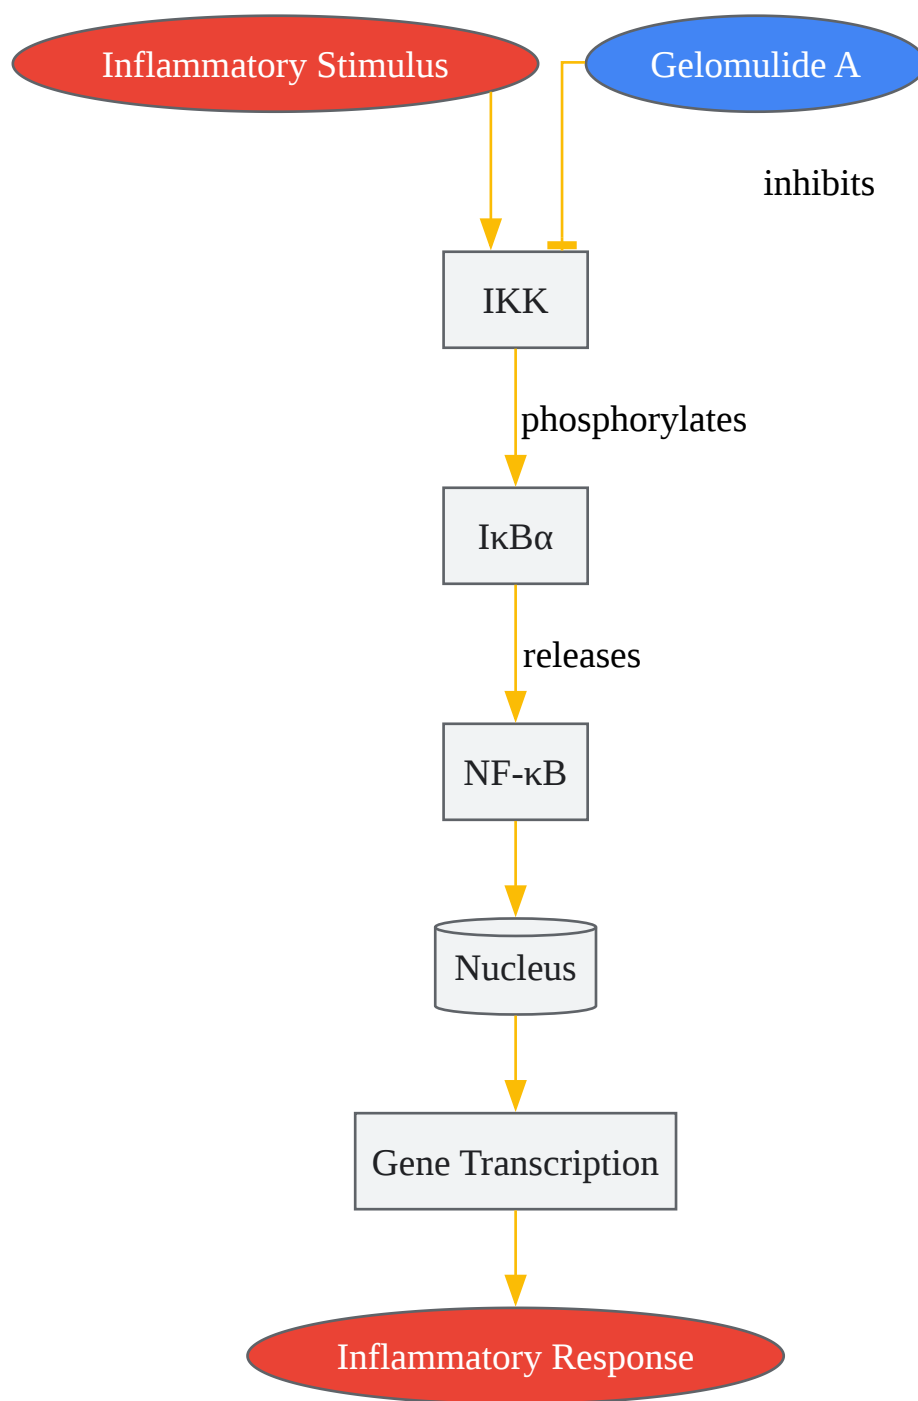 Inflammatory Stimulus
Gelomulide A
inhibits
IKK
phosphorylates
IκBα
releases
NF-κB
Nucleus
Gene Transcription
Inflammatory Response